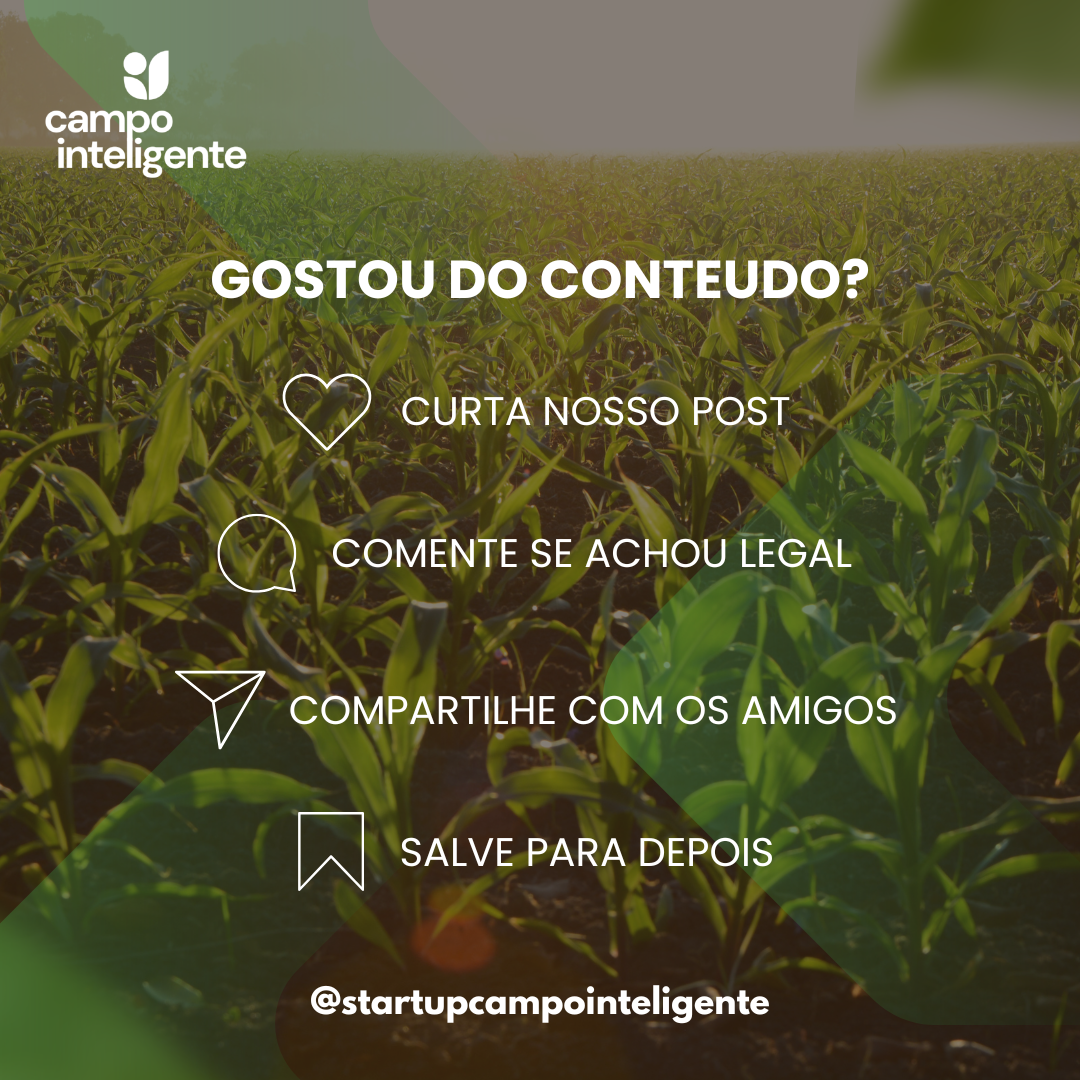 campo
inteligente
GOSTOU DO CONTEUDO?
CURTA NOSSO POST
COMENTE SE ACHOU LEGAL
COMPARTILHE COM OS AMIGOS
SALVE PARA DEPOIS
@startupcampointeligente